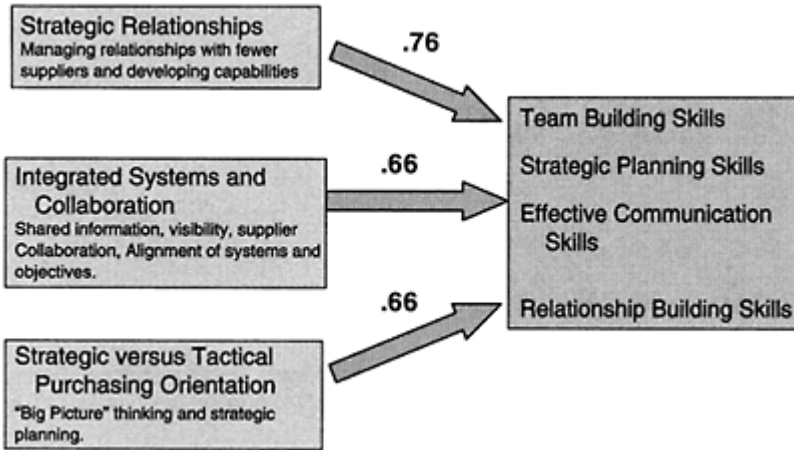 Strategic Relationships
Managing relationships with fewer
suppliers and developing capabilities
.76
Team Building Skills
Strategic Planning Skills
Effective Communication
Skills
Relationship Building Skills
Integrated Systems and
Collaboration
Shared information, visibility, supplier
Collaboration, Alignment of systems and
objectives.
.66
Strategic versus Tactical
Purchasing Orientation
"Big Picture" thinking and strategic
planning.
.66